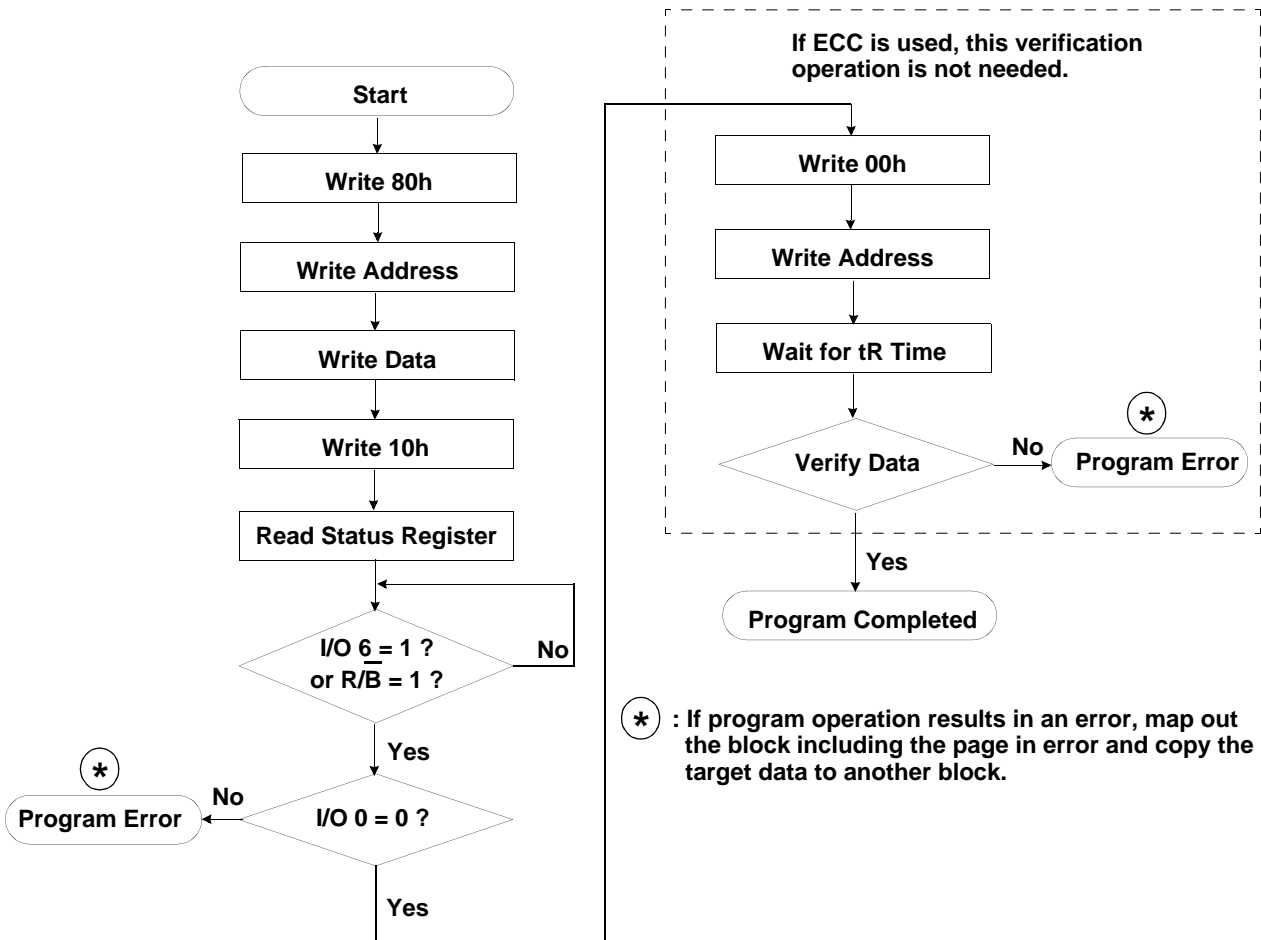 Start
Write 80h
Write Address
Write Data
Write 10h
Read Status Register
I/O 6 = 1 ?
or R/B̅ = 1 ?
No
Yes
*
Program Error
No
I/O 0 = 0 ?
Yes
If ECC is used, this verification
operation is not needed.
Write 00h
Write Address
Wait for tR Time
Verify Data
No
*
Program Error
Yes
Program Completed
* : If program operation results in an error, map out
the block including the page in error and copy the
target data to another block.